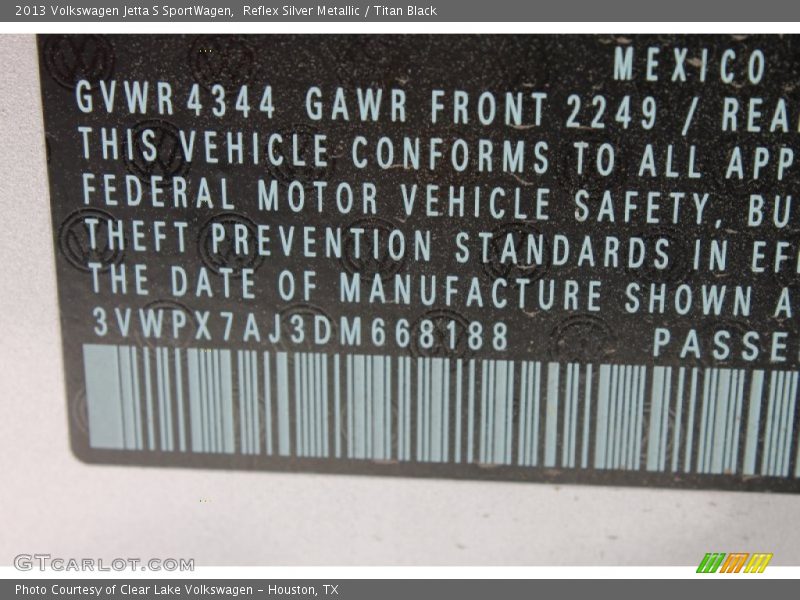 2013 Volkswagen Jetta S SportWagen,  Reflex Silver Metallic / Titan Black
MEXICO
GVWR 4344 GAWR FRONT 2249 / REA
THIS VEHICLE CONFORMS TO ALL APP
FEDERAL MOTOR VEHICLE SAFETY, BU
THEFT PREVENTION STANDARDS IN EFF
THE DATE OF MANUFACTURE SHOWN A
3VWPX7AJ3DM668188 PASSE
GTCARLOT.COM
Photo Courtesy of Clear Lake Volkswagen – Houston, TX